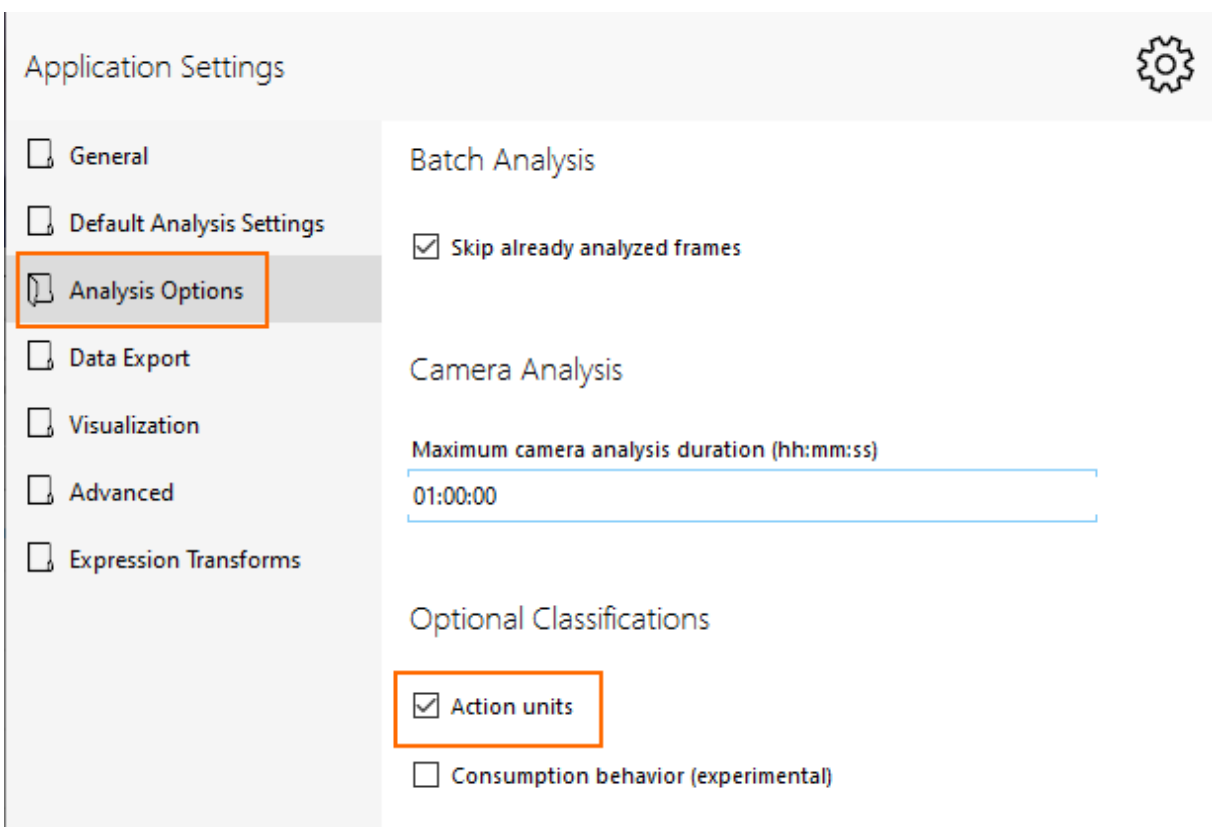 Application Settings
General
Default Analysis Settings
Analysis Options
Data Export
Visualization
Advanced
Expression Transforms
Batch Analysis
Skip already analyzed frames
Camera Analysis
Maximum camera analysis duration (hh:mm:ss)
01:00:00
Optional Classifications
Action units
Consumption behavior (experimental)